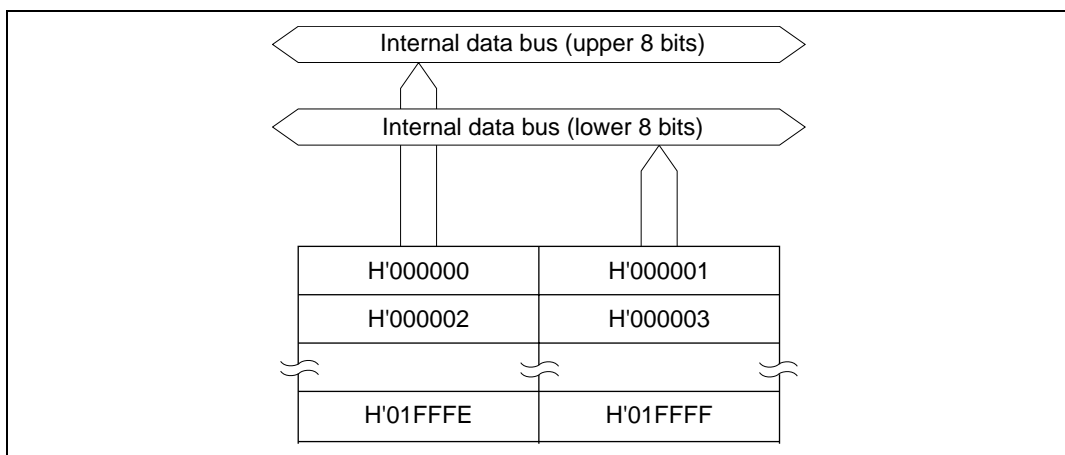 Internal data bus (upper 8 bits)
Internal data bus (lower 8 bits)
H'000000 H'000001
H'000002 H'000003
H'01FFFE H'01FFFF